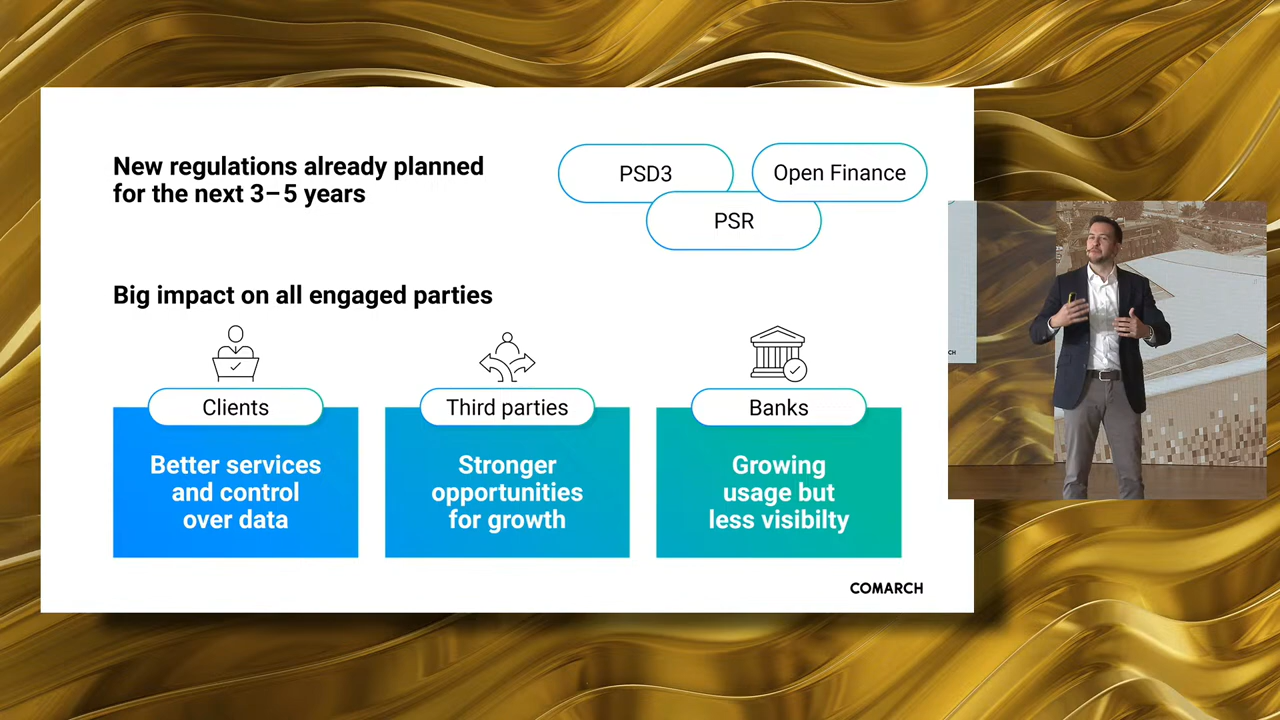 New regulations already planned
for the next 3–5 years
PSD3
Open Finance
PSR
Big impact on all engaged parties
Clients
Better services
and control
over data
Third parties
Stronger
opportunities
for growth
Banks
Growing
usage but
less visibilty
COMARCH